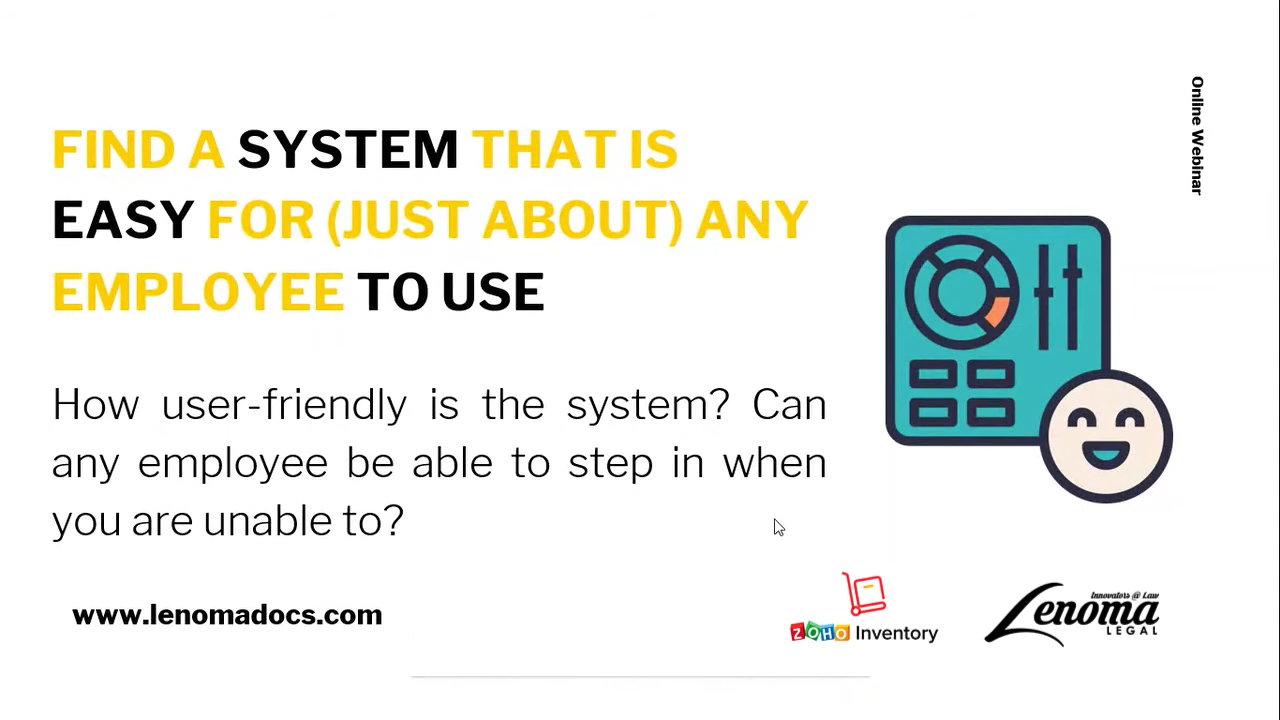 Online Webinar
FIND A SYSTEM THAT IS
EASY FOR (JUST ABOUT) ANY
EMPLOYEE TO USE
How user-friendly is the system? Can
any employee be able to step in when
you are unable to?
www.lenomadocs.com
ZOHO Inventory
Innovators @ Law
Lenoma
LEGAL